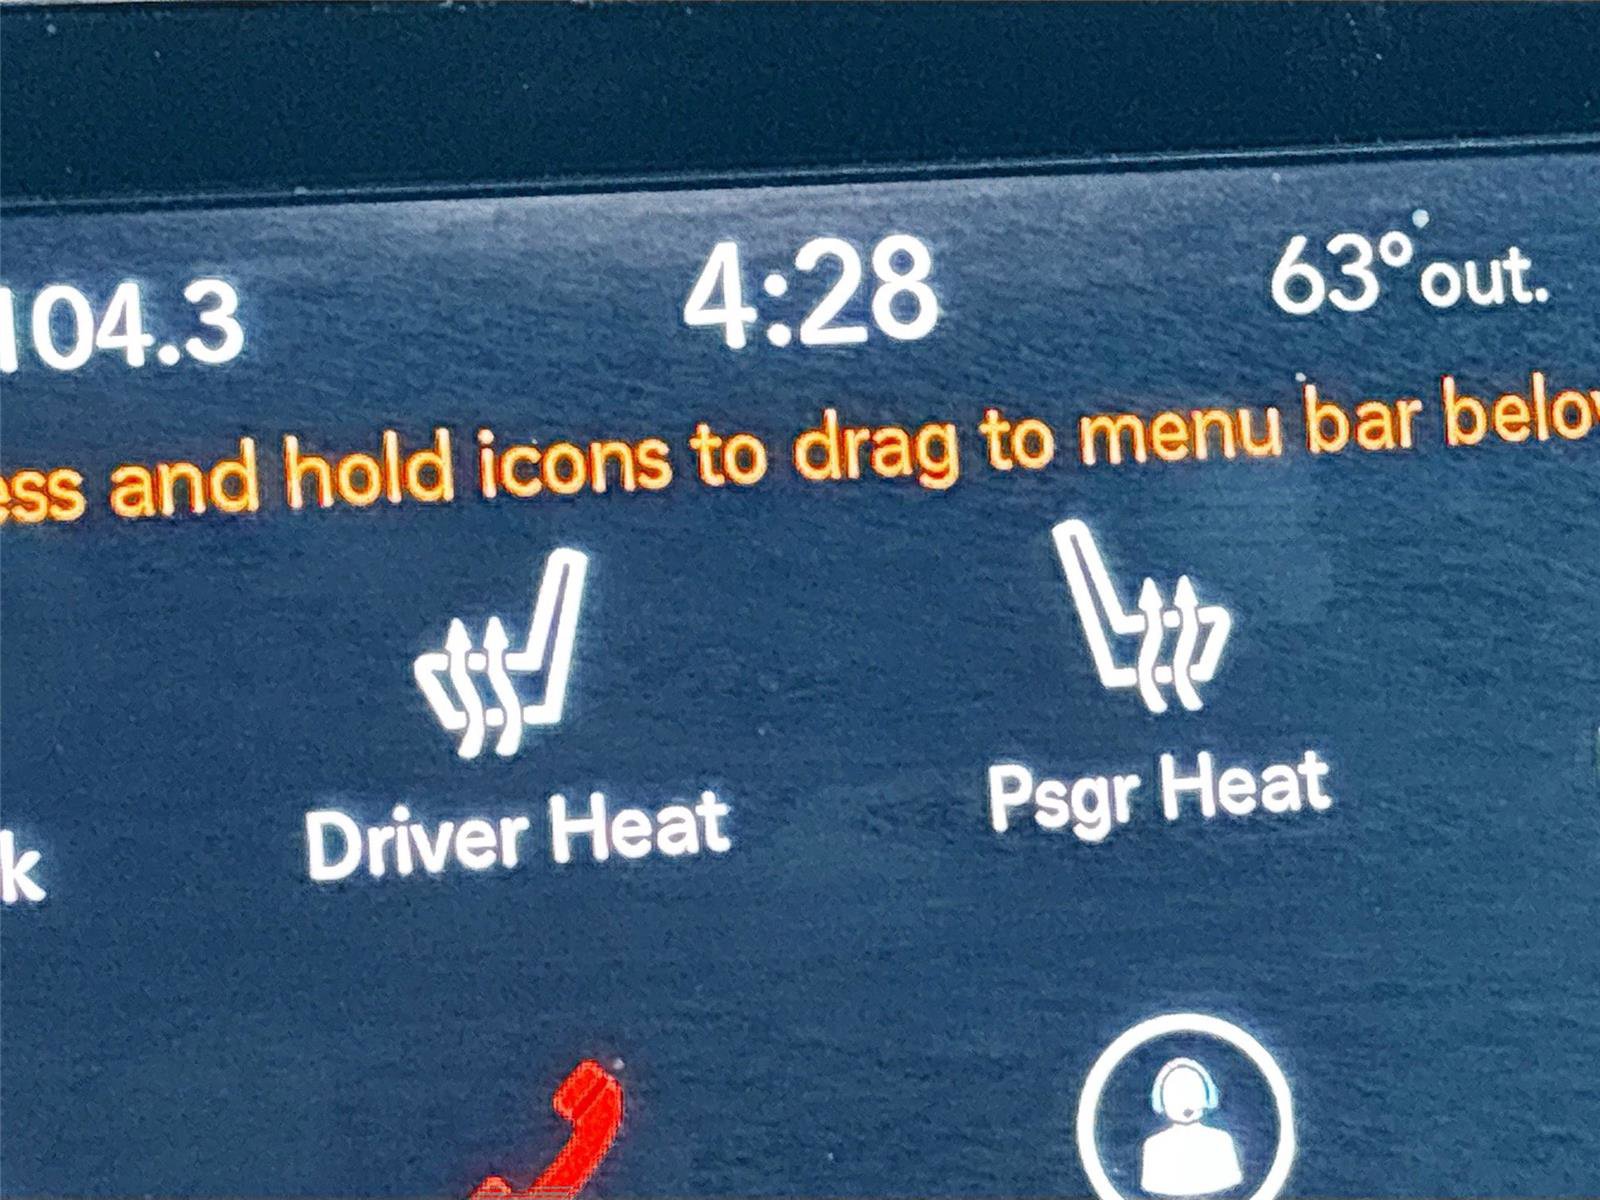 104.3 4:28 63° out.
ess and hold icons to drag to menu bar belo
Driver Heat Psgr Heat
k